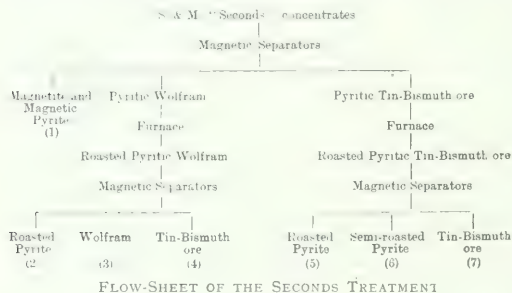 S & M "Seconds" concentrates
Magnetic Separators
Magnetite and Magnetic Pyrite (1)
Pyritic Wolfram
Pyritic Tin-Bismuth ore
Furnace
Furnace
Roasted Pyritic Wolfram
Roasted Pyritic Tin-Bismuth ore
Magnetic Separators
Magnetic Separators
Roasted Pyrite (2
Wolfram (3)
Tin-Bismuth ore (4)
Roasted Pyrite (5)
Semi-roasted Pyrite (6)
Tin-Bismuth ore (7)
FLOW-SHEET OF THE SECONDS TREATMENT